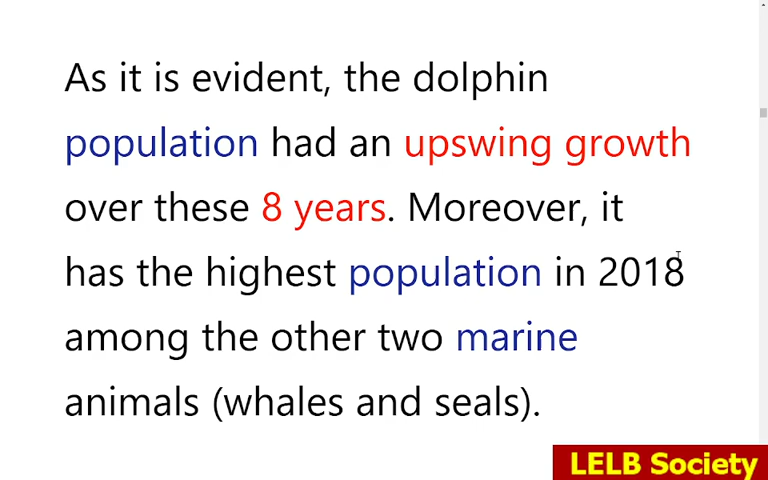 As it is evident, the dolphin
population had an upswing growth
over these 8 years. Moreover, it
has the highest population in 2018
among the other two marine
animals (whales and seals).
LELB Society